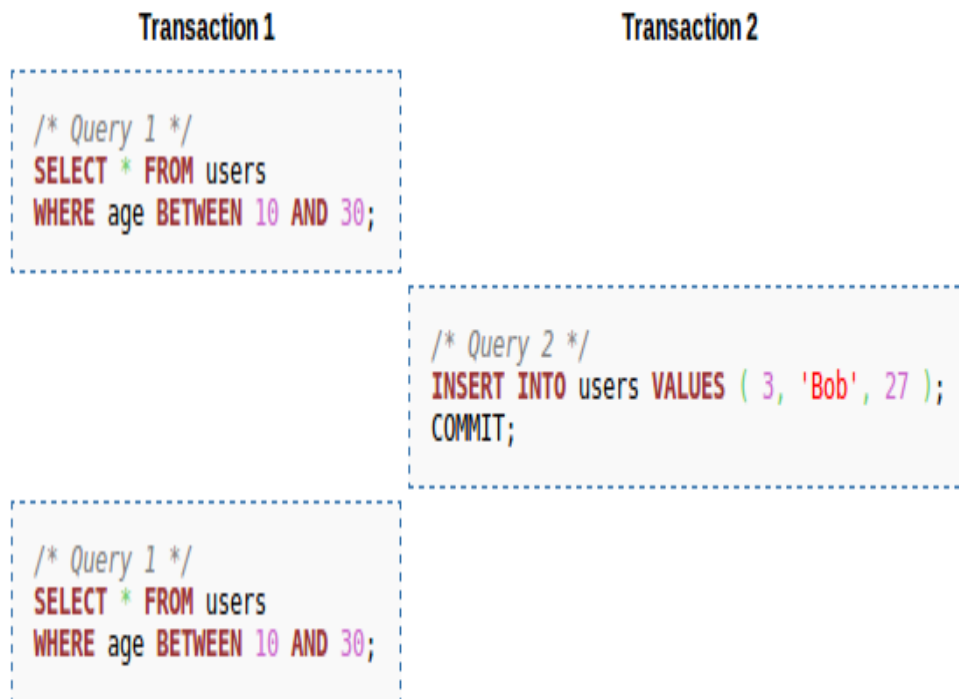 Transaction 1
Transaction 2
/* Query 1 */
SELECT * FROM users
WHERE age BETWEEN 10 AND 30;
/* Query 2 */
INSERT INTO users VALUES ( 3, 'Bob', 27 );
COMMIT;
/* Query 1 */
SELECT * FROM users
WHERE age BETWEEN 10 AND 30;